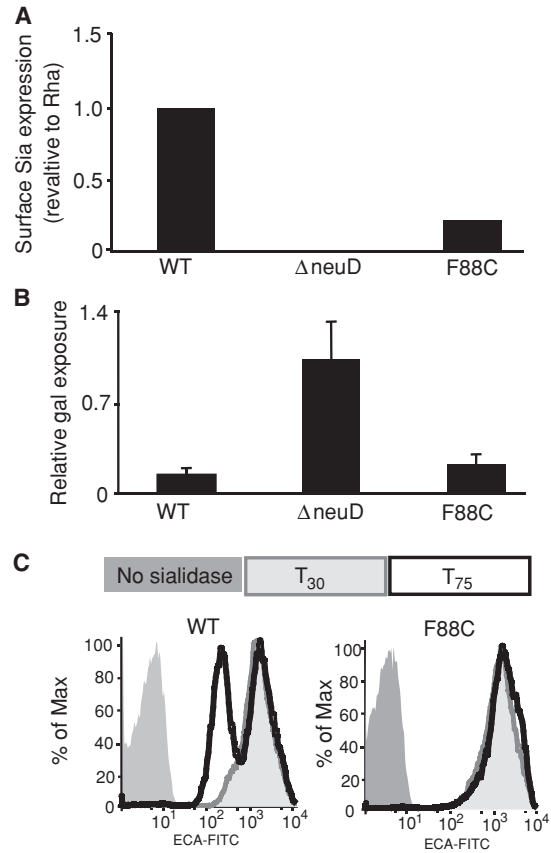 A
Surface Sia expression
(revaltive to Rha)
1.5
1.0
0.5
0
WT
ΔneuD
F88C
B
Relative gal exposure
1.4
0.7
0
WT
ΔneuD
F88C
C
No sialidase
T30
T75
WT
% of Max
100
80
60
40
20
0
10^1
10^2
10^3
10^4
ECA-FITC
F88C
% of Max
100
80
60
40
20
0
10^1
10^2
10^3
10^4
ECA-FITC